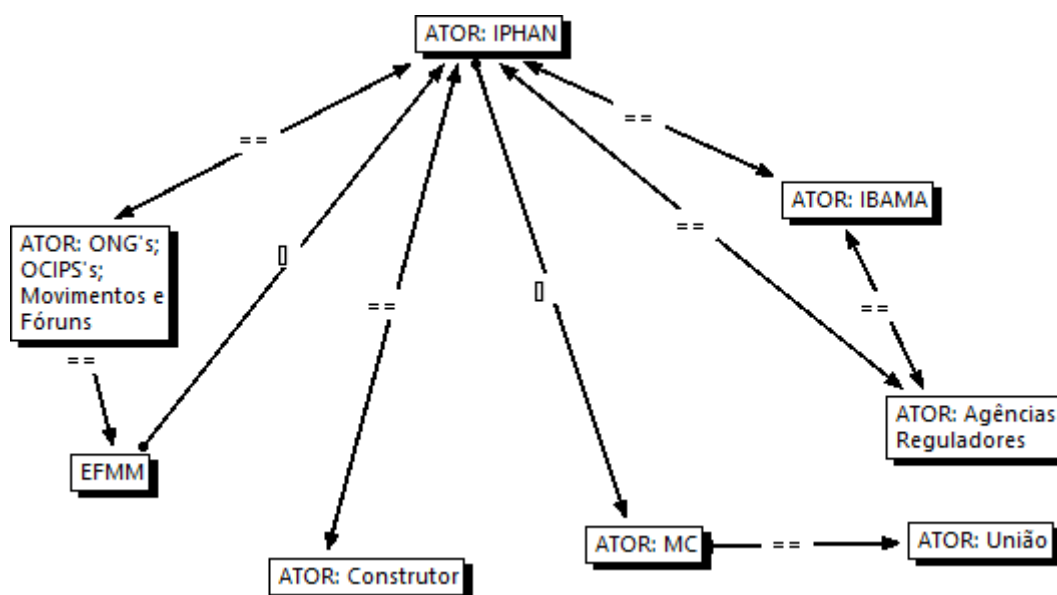 ATOR: IPHAN
==
==
ATOR: IBAMA
ATOR: ONG's;
OCIPS's;
Movimentos e
Fóruns
==
[]
[]
==
==
==
ATOR: Agências
Reguladores
EFMM
ATOR: MC
==
ATOR: União
ATOR: Construtor